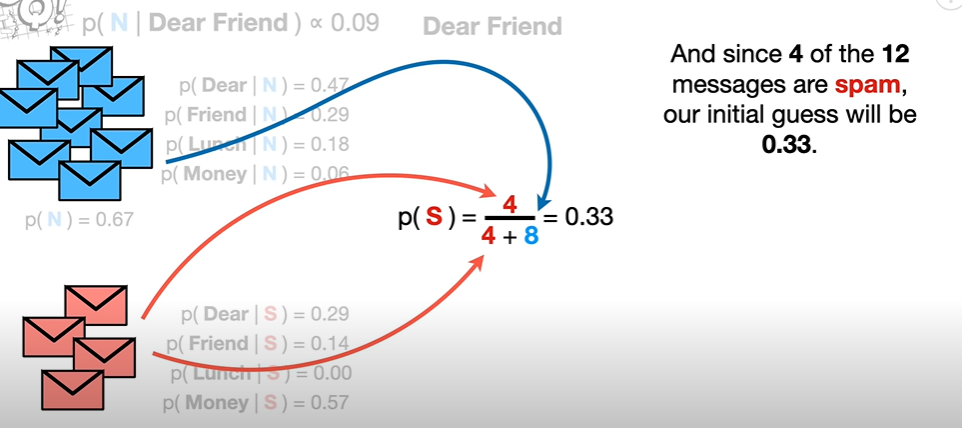 p( N | Dear Friend ) ∝ 0.09
Dear Friend
p( Dear | N ) = 0.47
p( Friend | N ) = 0.29
p( Lunch | N ) = 0.18
p( Money | N ) = 0.06
p( N ) = 0.67
And since 4 of the 12
messages are spam,
our initial guess will be
0.33.
p( S ) = 4 / 4 + 8 = 0.33
p( Dear | S ) = 0.29
p( Friend | S ) = 0.14
p( Lunch | S ) = 0.00
p( Money | S ) = 0.57